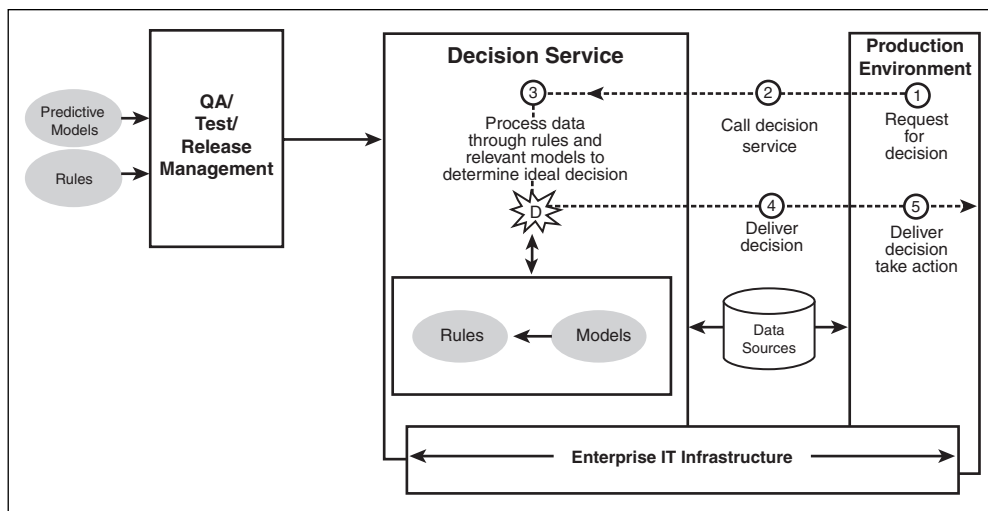 Predictive
Models
Rules
QA/
Test/
Release
Management
Decision Service
3
Process data
through rules and
relevant models to
determine ideal decision
D
Rules
Models
2
Call decision
service
4
Deliver
decision
Data
Sources
Production
Environment
1
Request
for
decision
5
Deliver
decision
take action
Enterprise IT Infrastructure